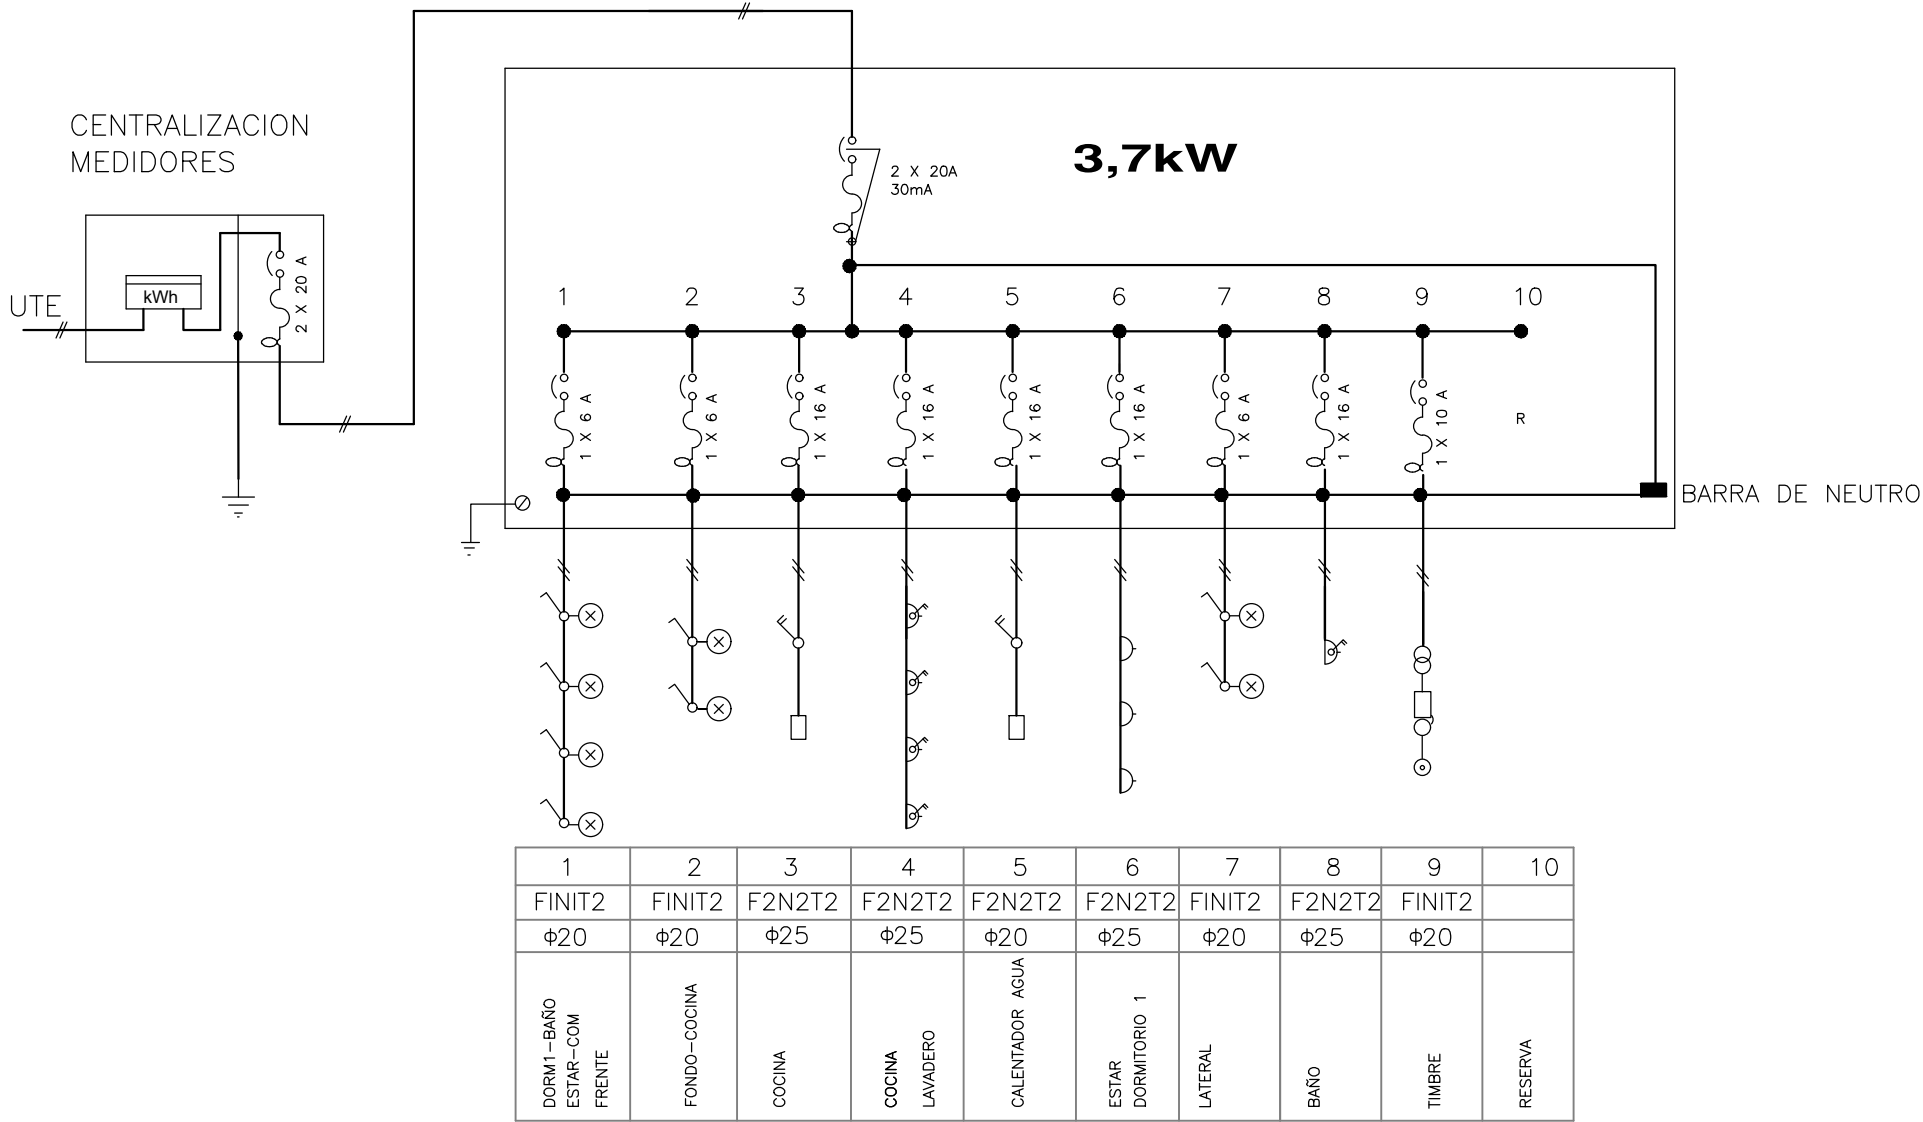 CENTRALIZACION
MEDIDORES
3,7kW
2 X 20A
30mA
2 X 20 A
kWh
UTE
1 2 3 4 5 6 7 8 9 10
1 X 6 A
1 X 6 A
1 X 16 A
1 X 16 A
1 X 16 A
1 X 16 A
1 X 6 A
1 X 16 A
1 X 10 A
R
BARRA DE NEUTRO
1 2 3 4 5 6 7 8 9 10
FINIT2 FINIT2 F2N2T2 F2N2T2 F2N2T2 F2N2T2 FINIT2 F2N2T2 FINIT2
Φ20 Φ20 Φ25 Φ25 Φ20 Φ25 Φ20 Φ25 Φ20
DORM1-BAÑO
ESTAR-COM
FRENTE
FONDO-COCINA
COCINA
COCINA
LAVADERO
CALENTADOR AGUA
ESTAR
DORMITORIO 1
LATERAL
BAÑO
TIMBRE
RESERVA